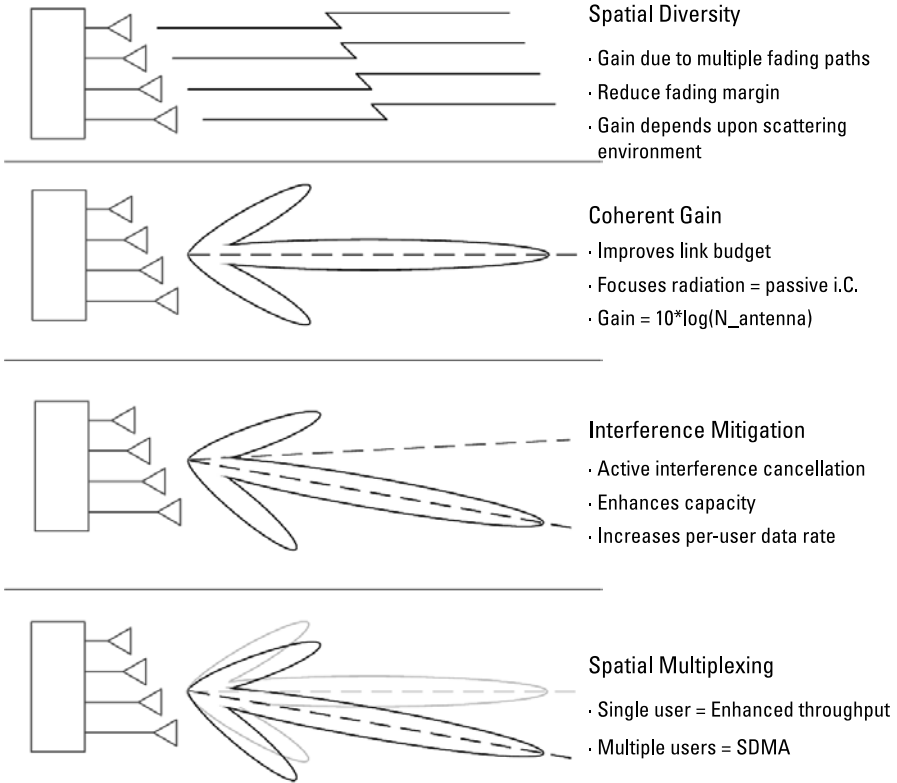 Spatial Diversity
· Gain due to multiple fading paths
· Reduce fading margin
· Gain depends upon scattering
environment
Coherent Gain
· Improves link budget
· Focuses radiation = passive i.C.
· Gain = 10*log(N_antenna)
Interference Mitigation
· Active interference cancellation
· Enhances capacity
· Increases per-user data rate
Spatial Multiplexing
· Single user = Enhanced throughput
· Multiple users = SDMA